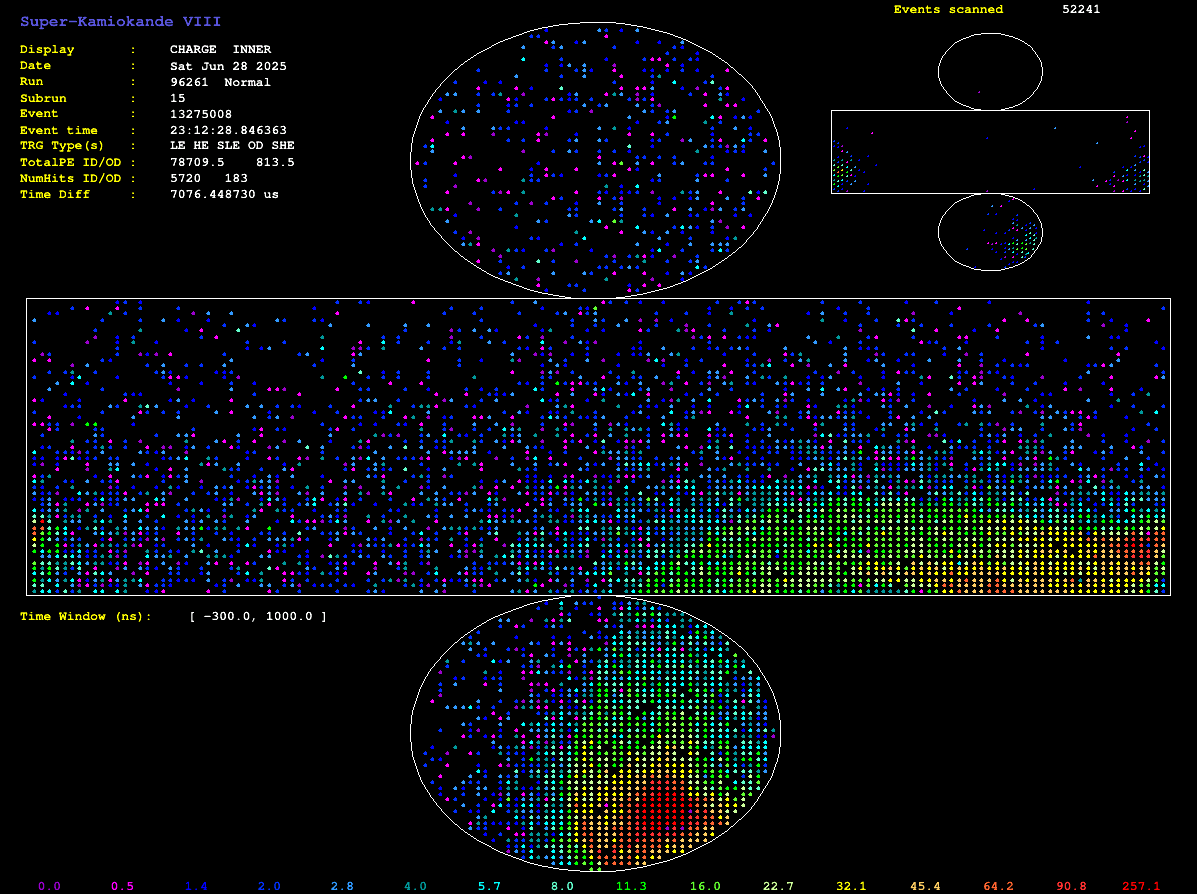 Super-Kamiokande VIII
Events scanned 52241
Display : CHARGE INNER
Date : Sat Jun 28 2025
Run : 96261 Normal
Subrun : 15
Event : 13275008
Event time : 23:12:28.846363
TRG Type(s) : LE HE SLE OD SHE
TotalPE ID/OD : 78709.5 813.5
NumHits ID/OD : 5720 183
Time Diff : 7076.448730 us
Time Window (ns): [ -300.0, 1000.0 ]
0.0 0.5 1.4 2.0 2.8 4.0 5.7 8.0 11.3 16.0 22.7 32.1 45.4 64.2 90.8 257.1